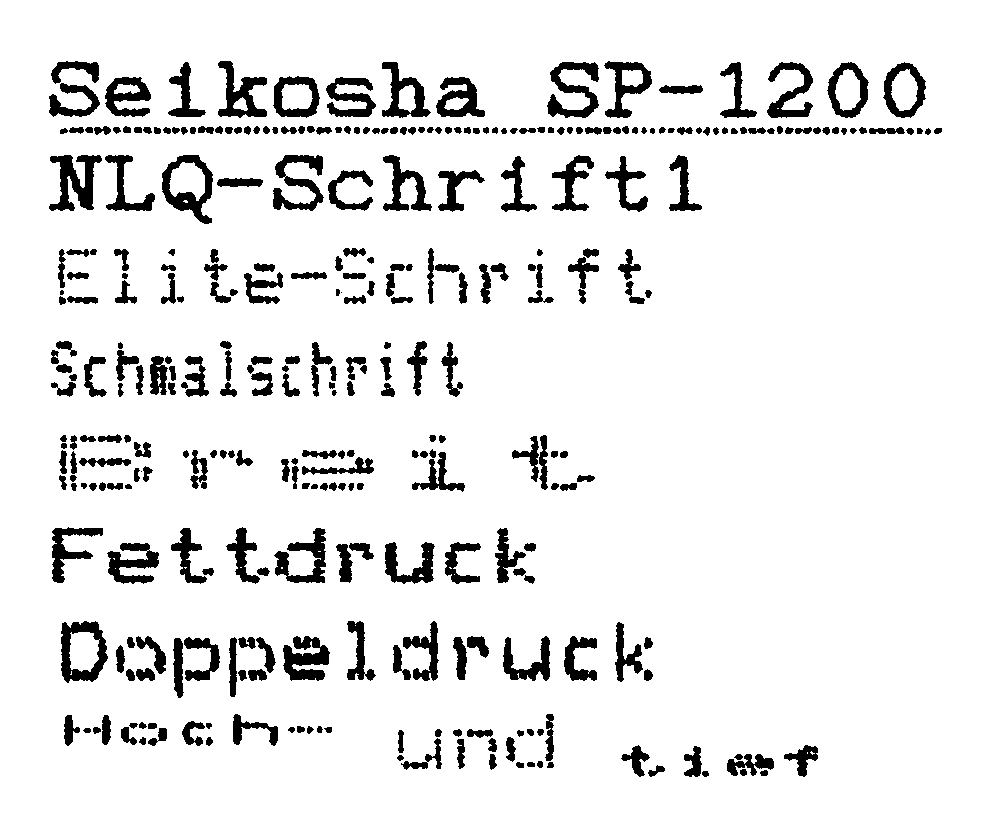 Seikosha SP-1200
NLQ-Schrift1
Elite-Schrift
Schmalschrift
Breit
Fettdruck
Doppeldruck
Hoch- und tief